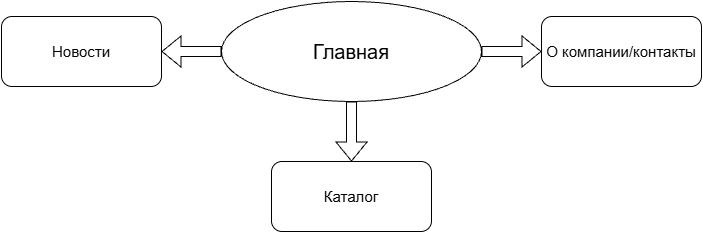 Новости
Главная
О компании/контакты
Каталог